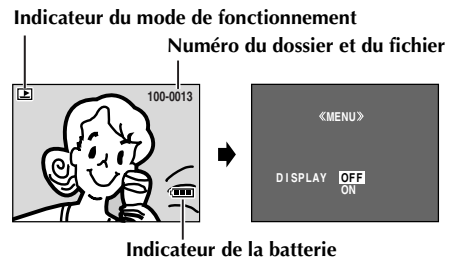 Indicateur du mode de fonctionnement
Numéro du dossier et du fichier
100-0013
《MENU》
DISPLAY OFF
ON
Indicateur de la batterie